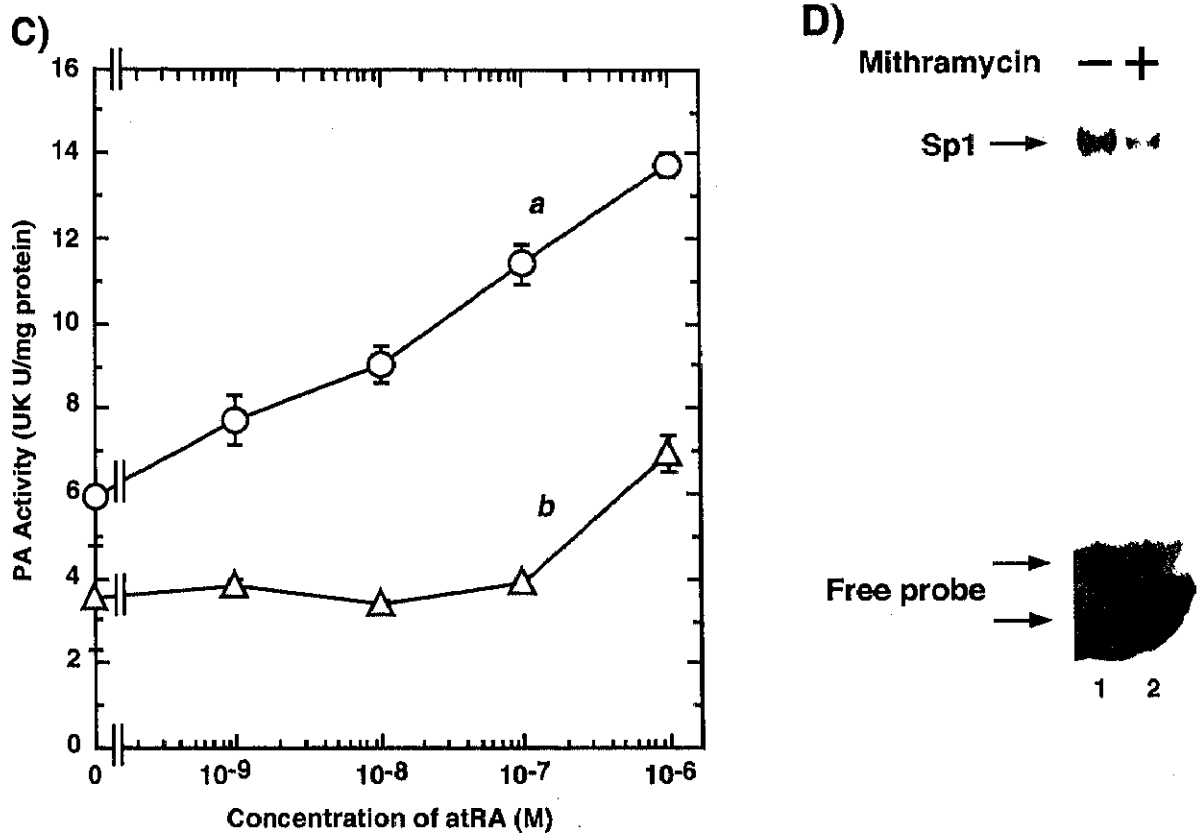 C)
16
14
12
10
8
6
4
2
0
PA Activity (UK U/mg protein)
a
b
0 10-9 10-8 10-7 10-6
Concentration of atRA (M)
D)
Mithramycin − +
Sp1
Free probe
1 2